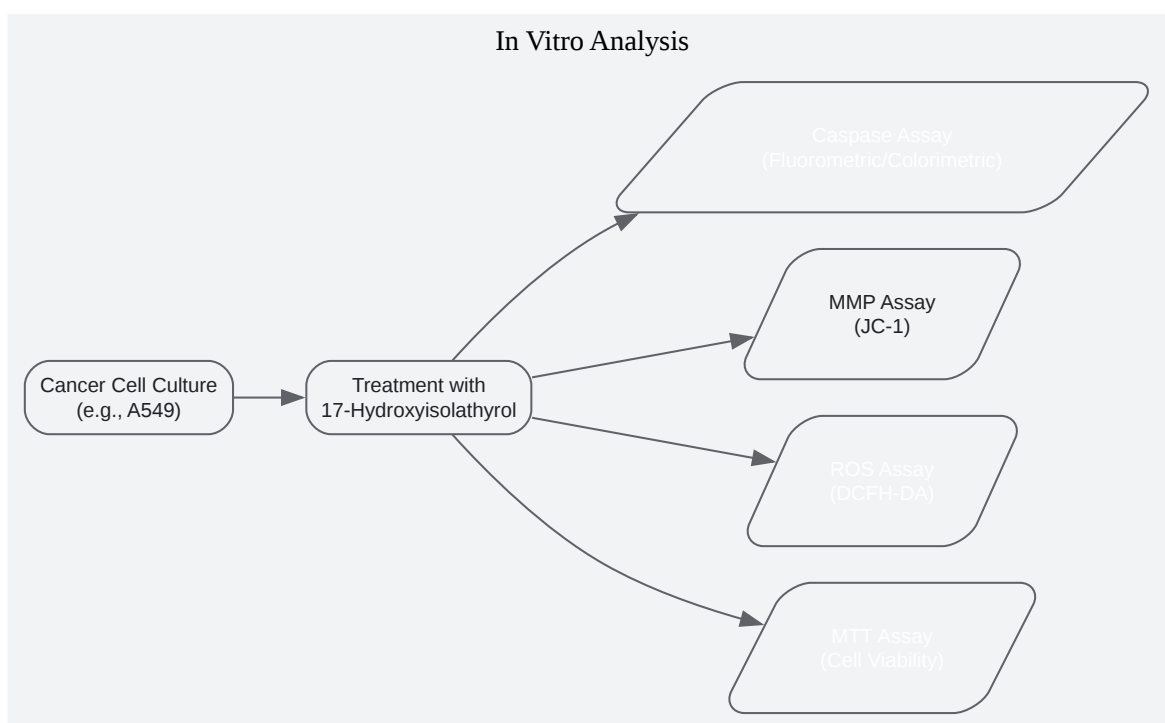 In Vitro Analysis
Caspase Assay
(Fluorometric/Colorimetric)
MMP Assay
(JC-1)
Cancer Cell Culture
(e.g., A549)
Treatment with
17-Hydroxyisolathyrol
ROS Assay
(DCFH-DA)
MTT Assay
(Cell Viability)